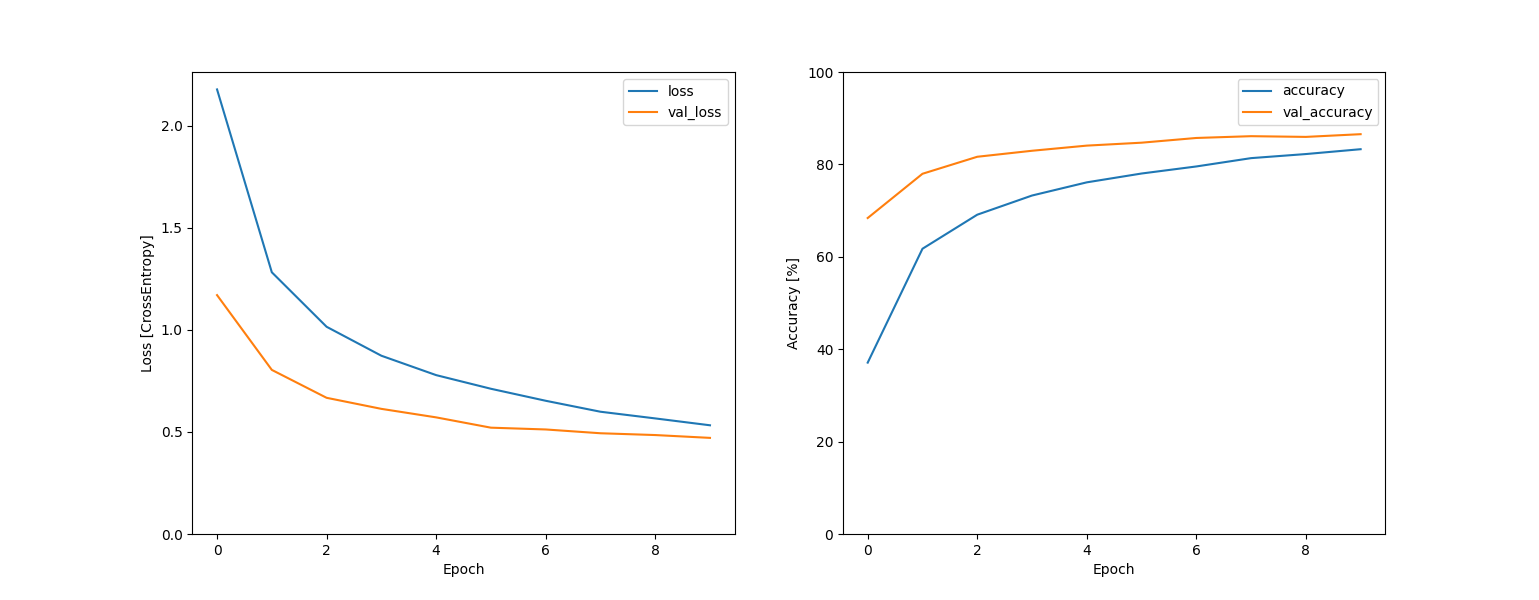 loss
val_loss
2.0
1.5
1.0
0.5
0.0
Loss [CrossEntropy]
0 2 4 6 8
Epoch
accuracy
val_accuracy
100
80
60
40
20
0
Accuracy [%]
0 2 4 6 8
Epoch